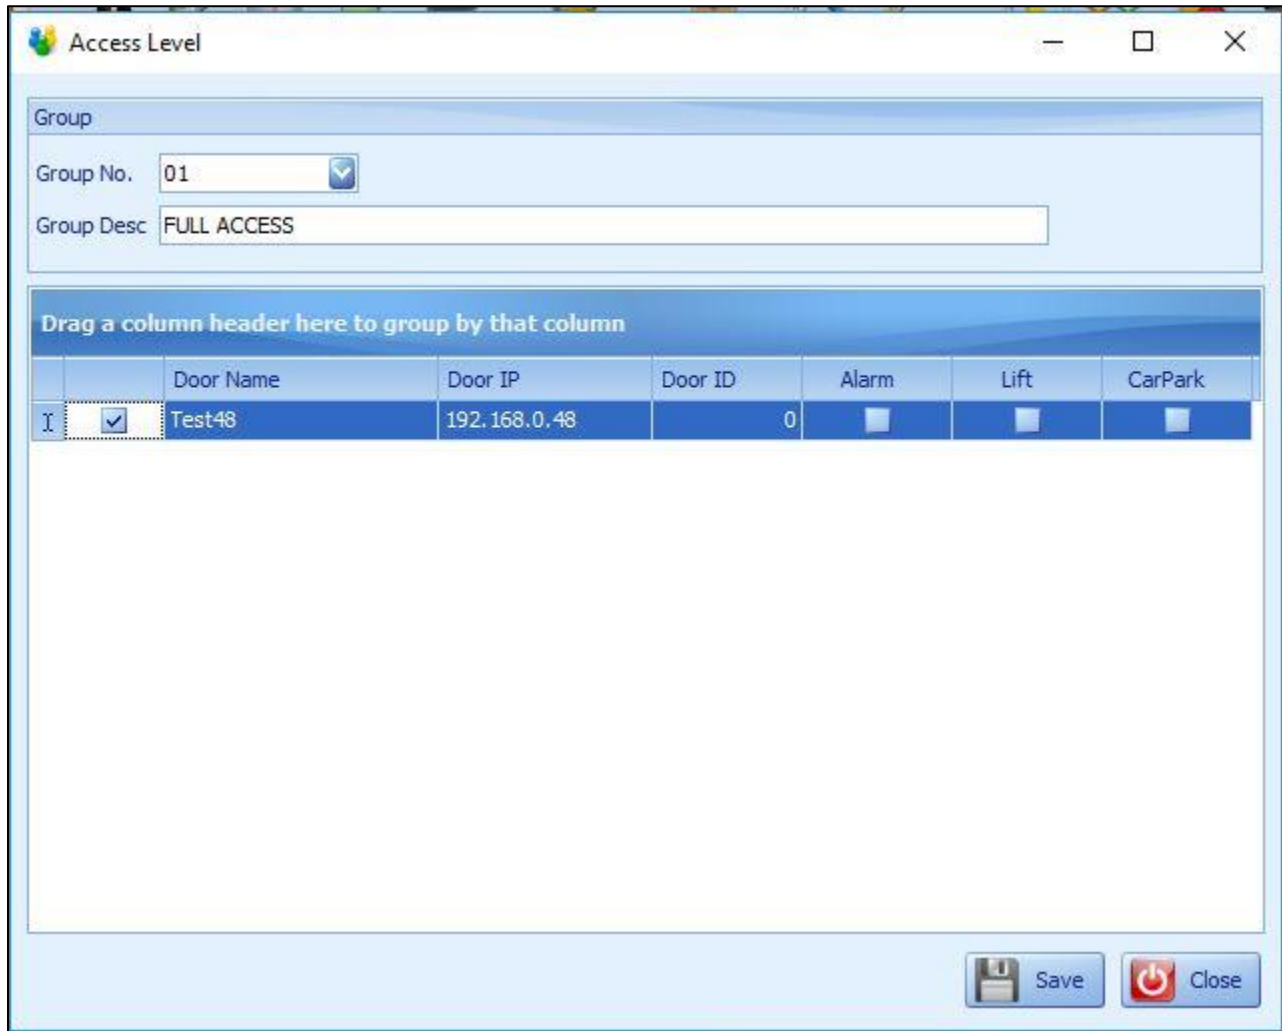 Access Level
Group
Group No. 01
Group Desc FULL ACCESS
Drag a column header here to group by that column
Door Name Door IP Door ID Alarm Lift CarPark
Test48 192.168.0.48 0
Save Close